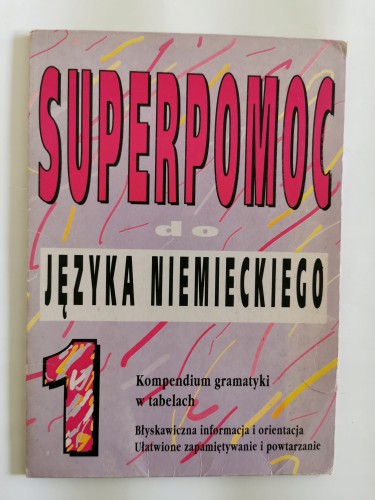 SUPERPOMOC
do
JĘZYKA NIEMIECKIEGO
1
Kompendium gramatyki
w tabelach
Błyskawiczna informacja i orientacja
Ułatwione zapamiętywanie i powtarzanie